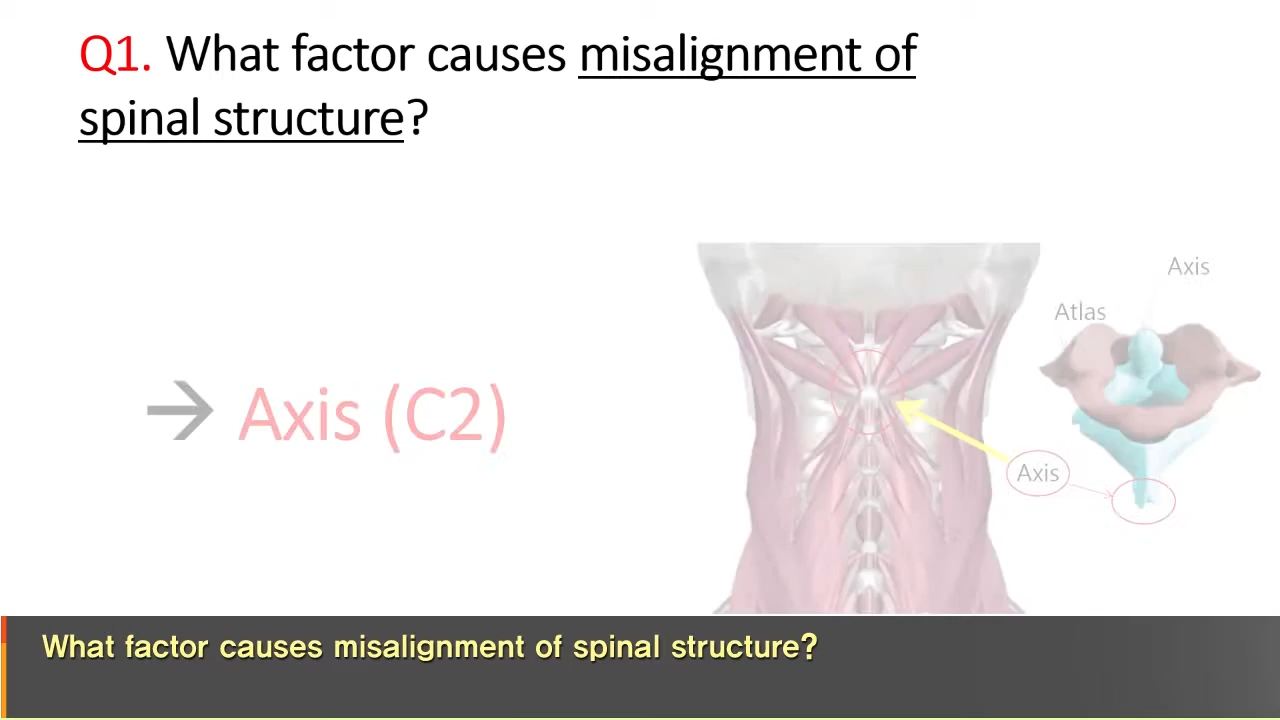 Q1. What factor causes misalignment of
spinal structure?
Axis
Atlas
→ Axis (C2)
Axis
What factor causes misalignment of spinal structure?